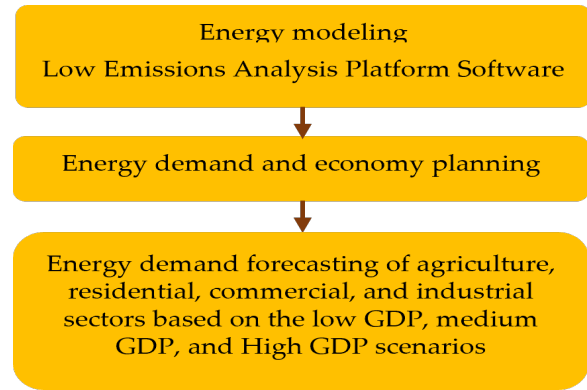 Energy modeling
Low Emissions Analysis Platform Software
Energy demand and economy planning
Energy demand forecasting of agriculture,
residential, commercial, and industrial
sectors based on the low GDP, medium
GDP, and High GDP scenarios